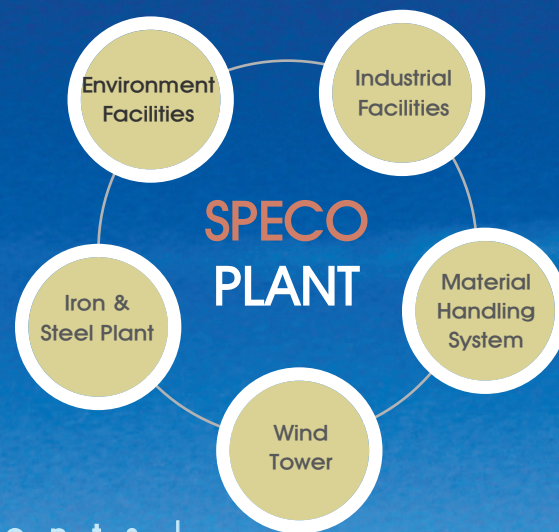 Environment
Facilities
Industrial
Facilities
SPECO
PLANT
Iron &
Steel Plant
Material
Handling
System
Wind
Tower